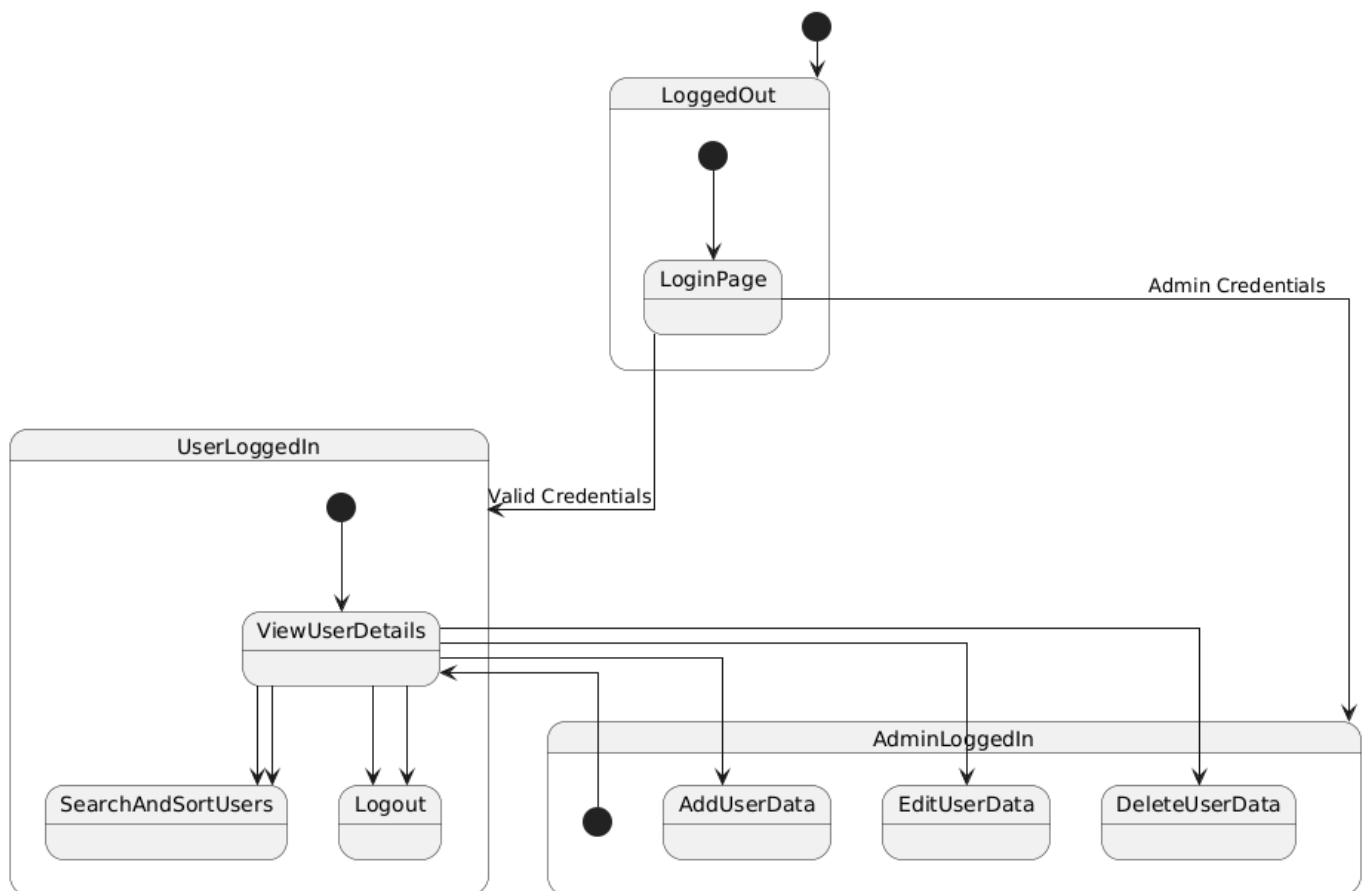 LoggedOut
LoginPage
Admin Credentials
UserLoggedIn
Valid Credentials
ViewUserDetails
AdminLoggedIn
SearchAndSortUsers
Logout
AddUserData
EditUserData
DeleteUserData